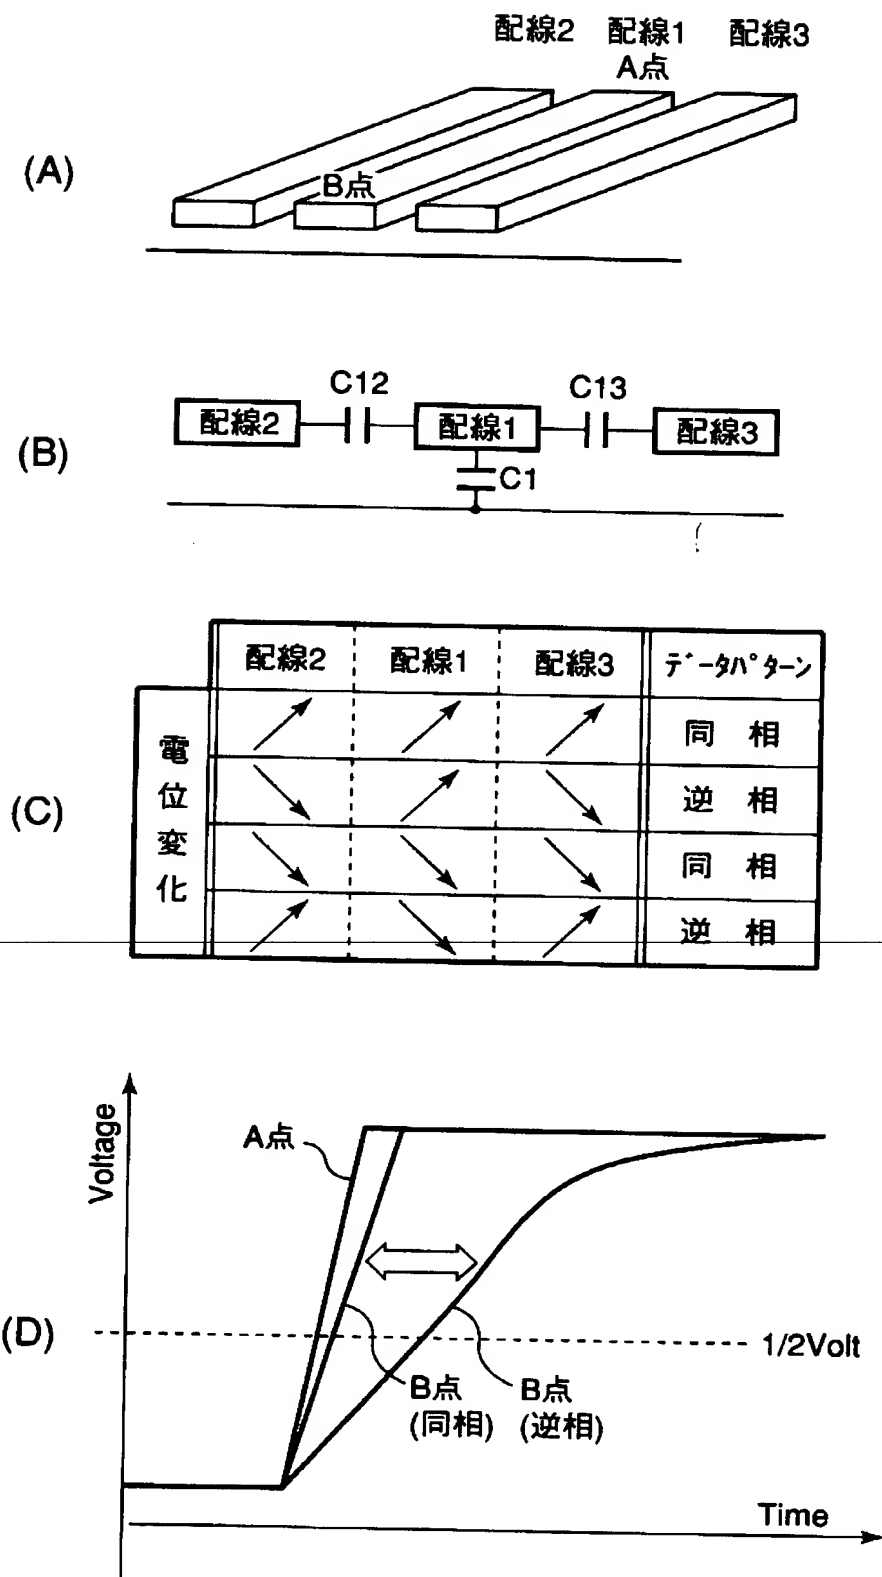 配線2 配線1 配線3
A点
(A)
B点
C12 C13
(B)
配線2 配線1 配線3
C1
配線2 配線1 配線3 データパターン
(C)
電位変化
同 相
逆 相
同 相
逆 相
Voltage
A点
(D)
1/2Volt
B点 B点
(同相) (逆相)
Time